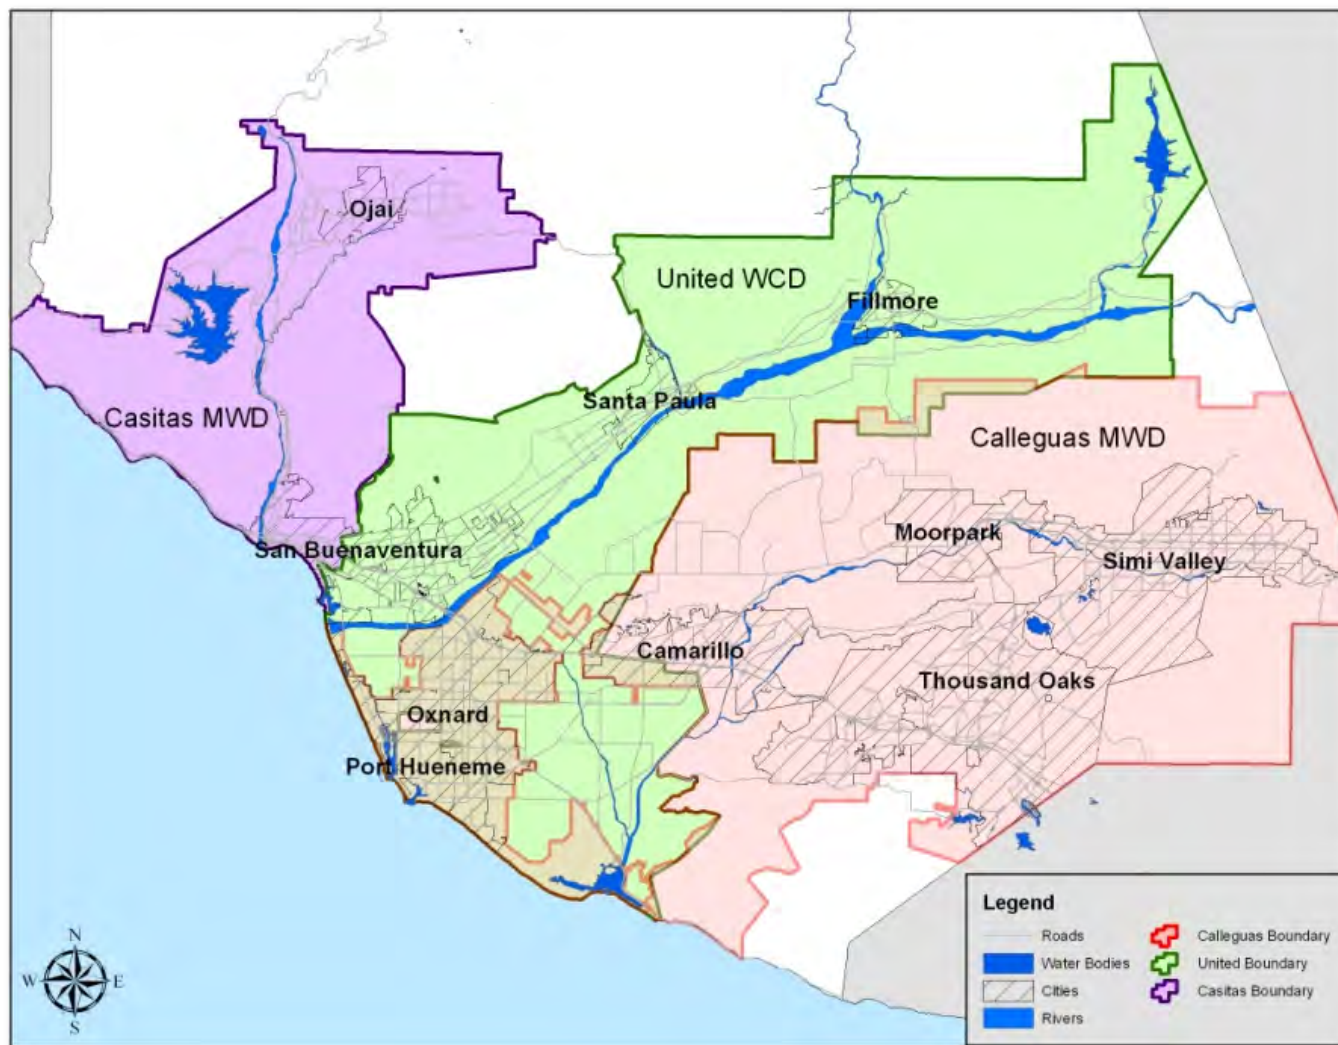 Ojai
United WCD
Fillmore
Santa Paula
Casitas MWD
Calleguas MWD
Moorpark
San Buenaventura
Simi Valley
Camarillo
Thousand Oaks
Oxnard
Port Hueneme
N
W E
S
Legend
Roads
Water Bodies
Cities
Rivers
Calleguas Boundary
United Boundary
Casitas Boundary